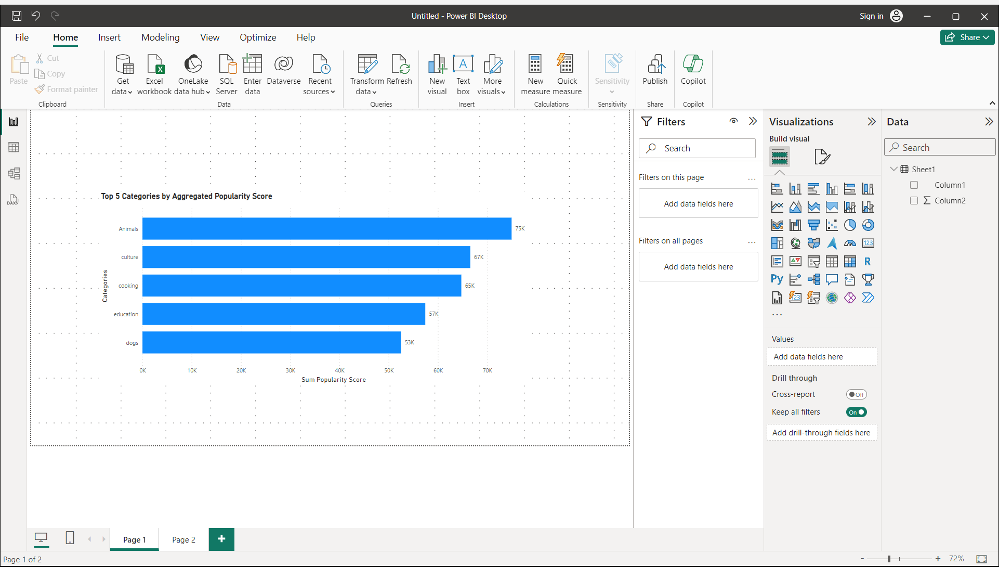 Untitled - Power BI Desktop
Sign in
File Home Insert Modeling View Optimize Help
Share
Paste
Cut
Copy
Format painter
Clipboard
Get data
Excel workbook
OneLake data hub
SQL Server
Enter data
Dataverse
Recent sources
Data
Transform data
Refresh
Queries
New visual
Text box
More visuals
Insert
New measure
Quick measure
Calculations
Sensitivity
Sensitivity
Publish
Share
Copilot
Copilot
DAX
Top 5 Categories by Aggregated Popularity Score
Categories
Animals 75K
culture 67K
cooking 65K
education 57K
dogs 53K
0K 10K 20K 30K 40K 50K 60K 70K
Sum Popularity Score
Filters
Search
Filters on this page ...
Add data fields here
Filters on all pages ...
Add data fields here
Visualizations
Build visual
123
R
Py
123
...
Values
Add data fields here
Drill through
Cross-report Off
Keep all filters On
Add drill-through fields here
Data
Search
Sheet1
Column1
Σ Column2
Page 1 Page 2 +
Page 1 of 2
- + 72%